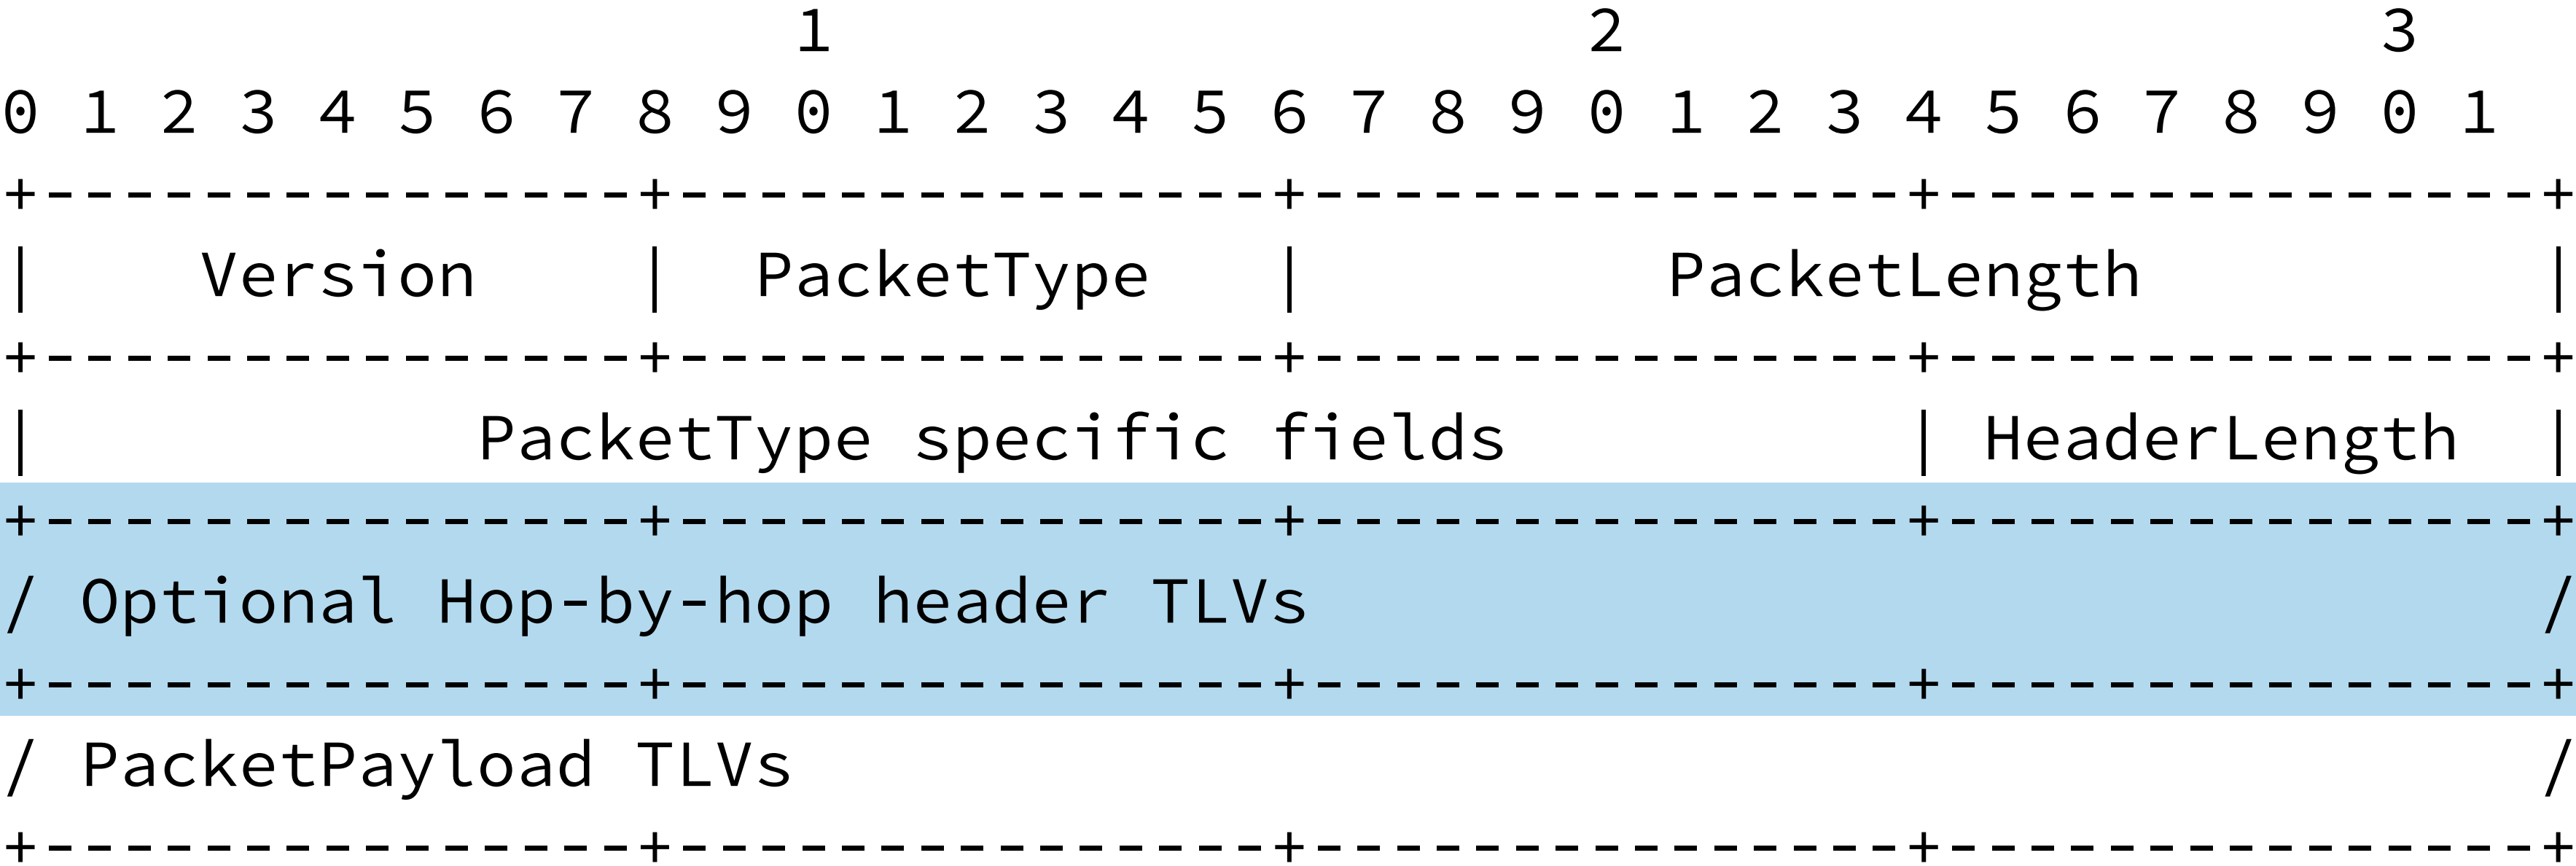 1                   2                   3
0 1 2 3 4 5 6 7 8 9 0 1 2 3 4 5 6 7 8 9 0 1 2 3 4 5 6 7 8 9 0 1
+---------------+---------------+---------------+---------------+
|    Version    |  PacketType   |         PacketLength          |
+---------------+---------------+---------------+---------------+
|           PacketType specific fields          | HeaderLength  |
+---------------+---------------+---------------+---------------+
/ Optional Hop-by-hop header TLVs                               /
+---------------+---------------+---------------+---------------+
/ PacketPayload TLVs                                            /
+---------------+---------------+---------------+---------------+